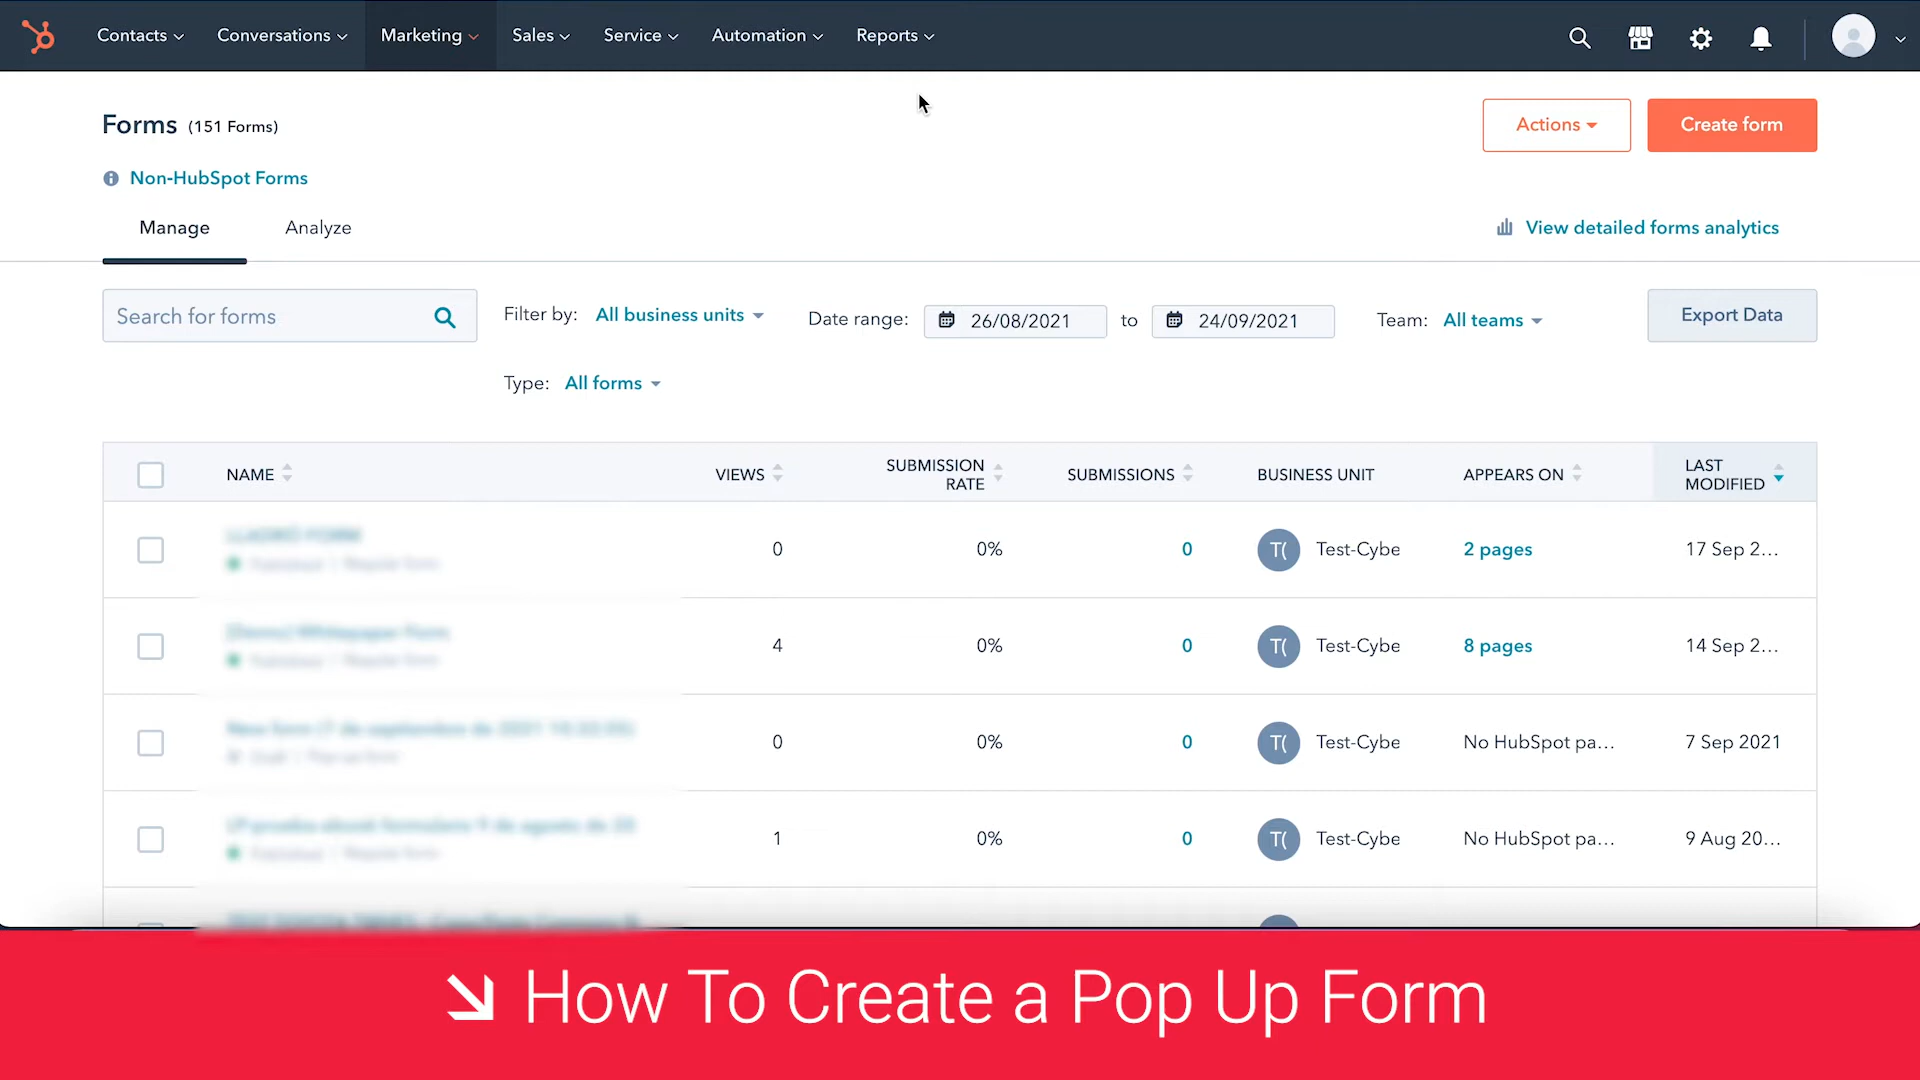 Contacts
Conversations
Marketing
Sales
Service
Automation
Reports
Forms (151 Forms)
Actions
Create form
Non-HubSpot Forms
Manage
Analyze
View detailed forms analytics
Search for forms
Filter by: All business units
Date range: 26/08/2021 to 24/09/2021
Team: All teams
Export Data
Type: All forms
NAME
VIEWS
SUBMISSION
RATE
SUBMISSIONS
BUSINESS UNIT
APPEARS ON
LAST
MODIFIED
0 0% 0 T( Test-Cybe 2 pages 17 Sep 2...
4 0% 0 T( Test-Cybe 8 pages 14 Sep 2...
0 0% 0 T( Test-Cybe No HubSpot pa... 7 Sep 2021
1 0% 0 T( Test-Cybe No HubSpot pa... 9 Aug 20...
How To Create a Pop Up Form